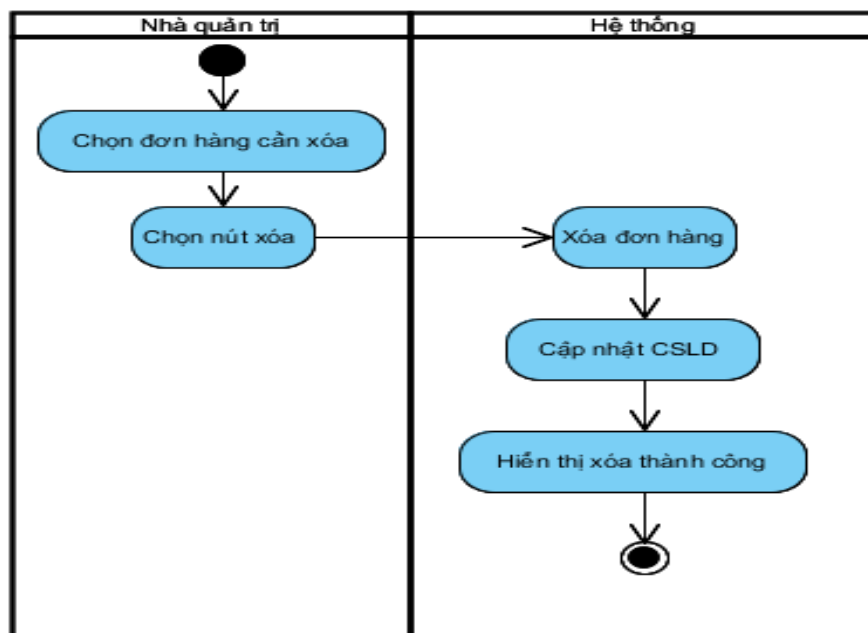 Nhà quản trị
Hệ thống
Chọn đơn hàng cần xóa
Chọn nút xóa
Xóa đơn hàng
Cập nhật CSLD
Hiển thị xóa thành công